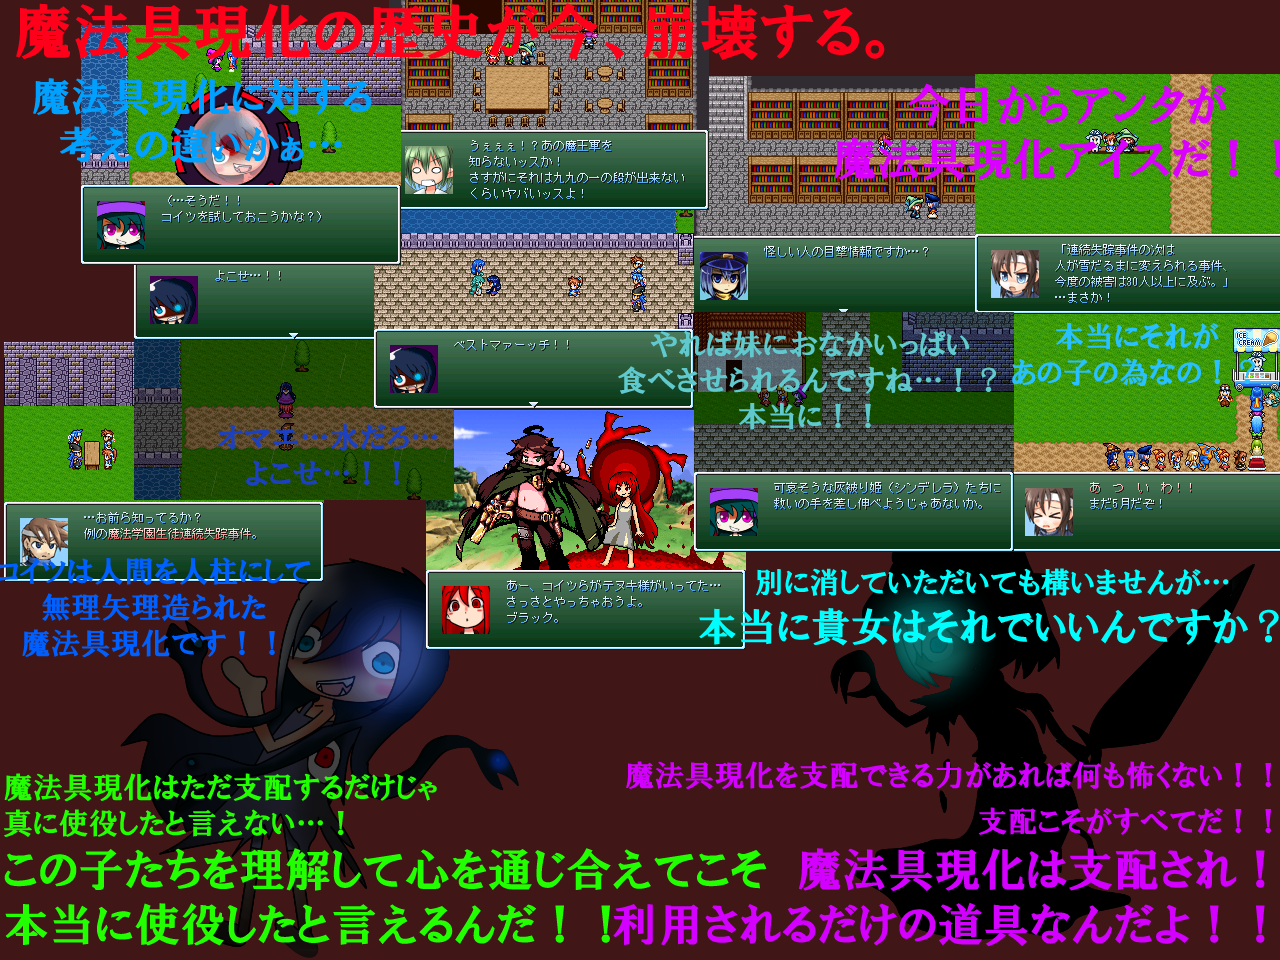 魔法具現化の歴史が今、崩壊する。
魔法具現化に対する
考えの違いかぁ…
うぇぇぇ！？あの魔王軍を
知らないッスか！
さすがにそれは九九の一の段が出来ない
くらいヤバいッスよ！
今日からアンタが
魔法具現化アイスだ！！
（…そうだ！！
コイツを試しておこうかな？）
よこせ…！！
怪しい人の目撃情報ですか…？
「連続失踪事件の次は
人が雪だるまに変えられる事件、
今度の被害は30人以上に及ぶ。」
…まさか！
ベストマァーッチ！！
やれば妹におなかいっぱい
食べさせられるんですね…！？
本当に！！
本当にそれが
あの子の為なの！？
ICE
CREAM
オマエ…水だろ…
よこせ…！！
…お前ら知ってるか？
例の魔法学園生徒連続失踪事件。
可哀そうな灰被り姫（シンデレラ）たちに
救いの手を差し伸べようじゃあないか。
あ　つ　い　わ！！
まだ5月だぞ！
あー、コイツらがテヌキ様がいってた…
さっさとやっちゃおうよ。
ブラック。
コイツは人間を人柱にして
無理矢理造られた
魔法具現化です！！
別に消していただいても構いませんが…
本当に貴女はそれでいいんですか？
魔法具現化はただ支配するだけじゃ
真に使役したと言えない…！
この子たちを理解して心を通じ合えてこそ
本当に使役したと言えるんだ！！
魔法具現化を支配できる力があれば何も怖くない！！
支配こそがすべてだ！！
魔法具現化は支配され！
利用されるだけの道具なんだよ！！